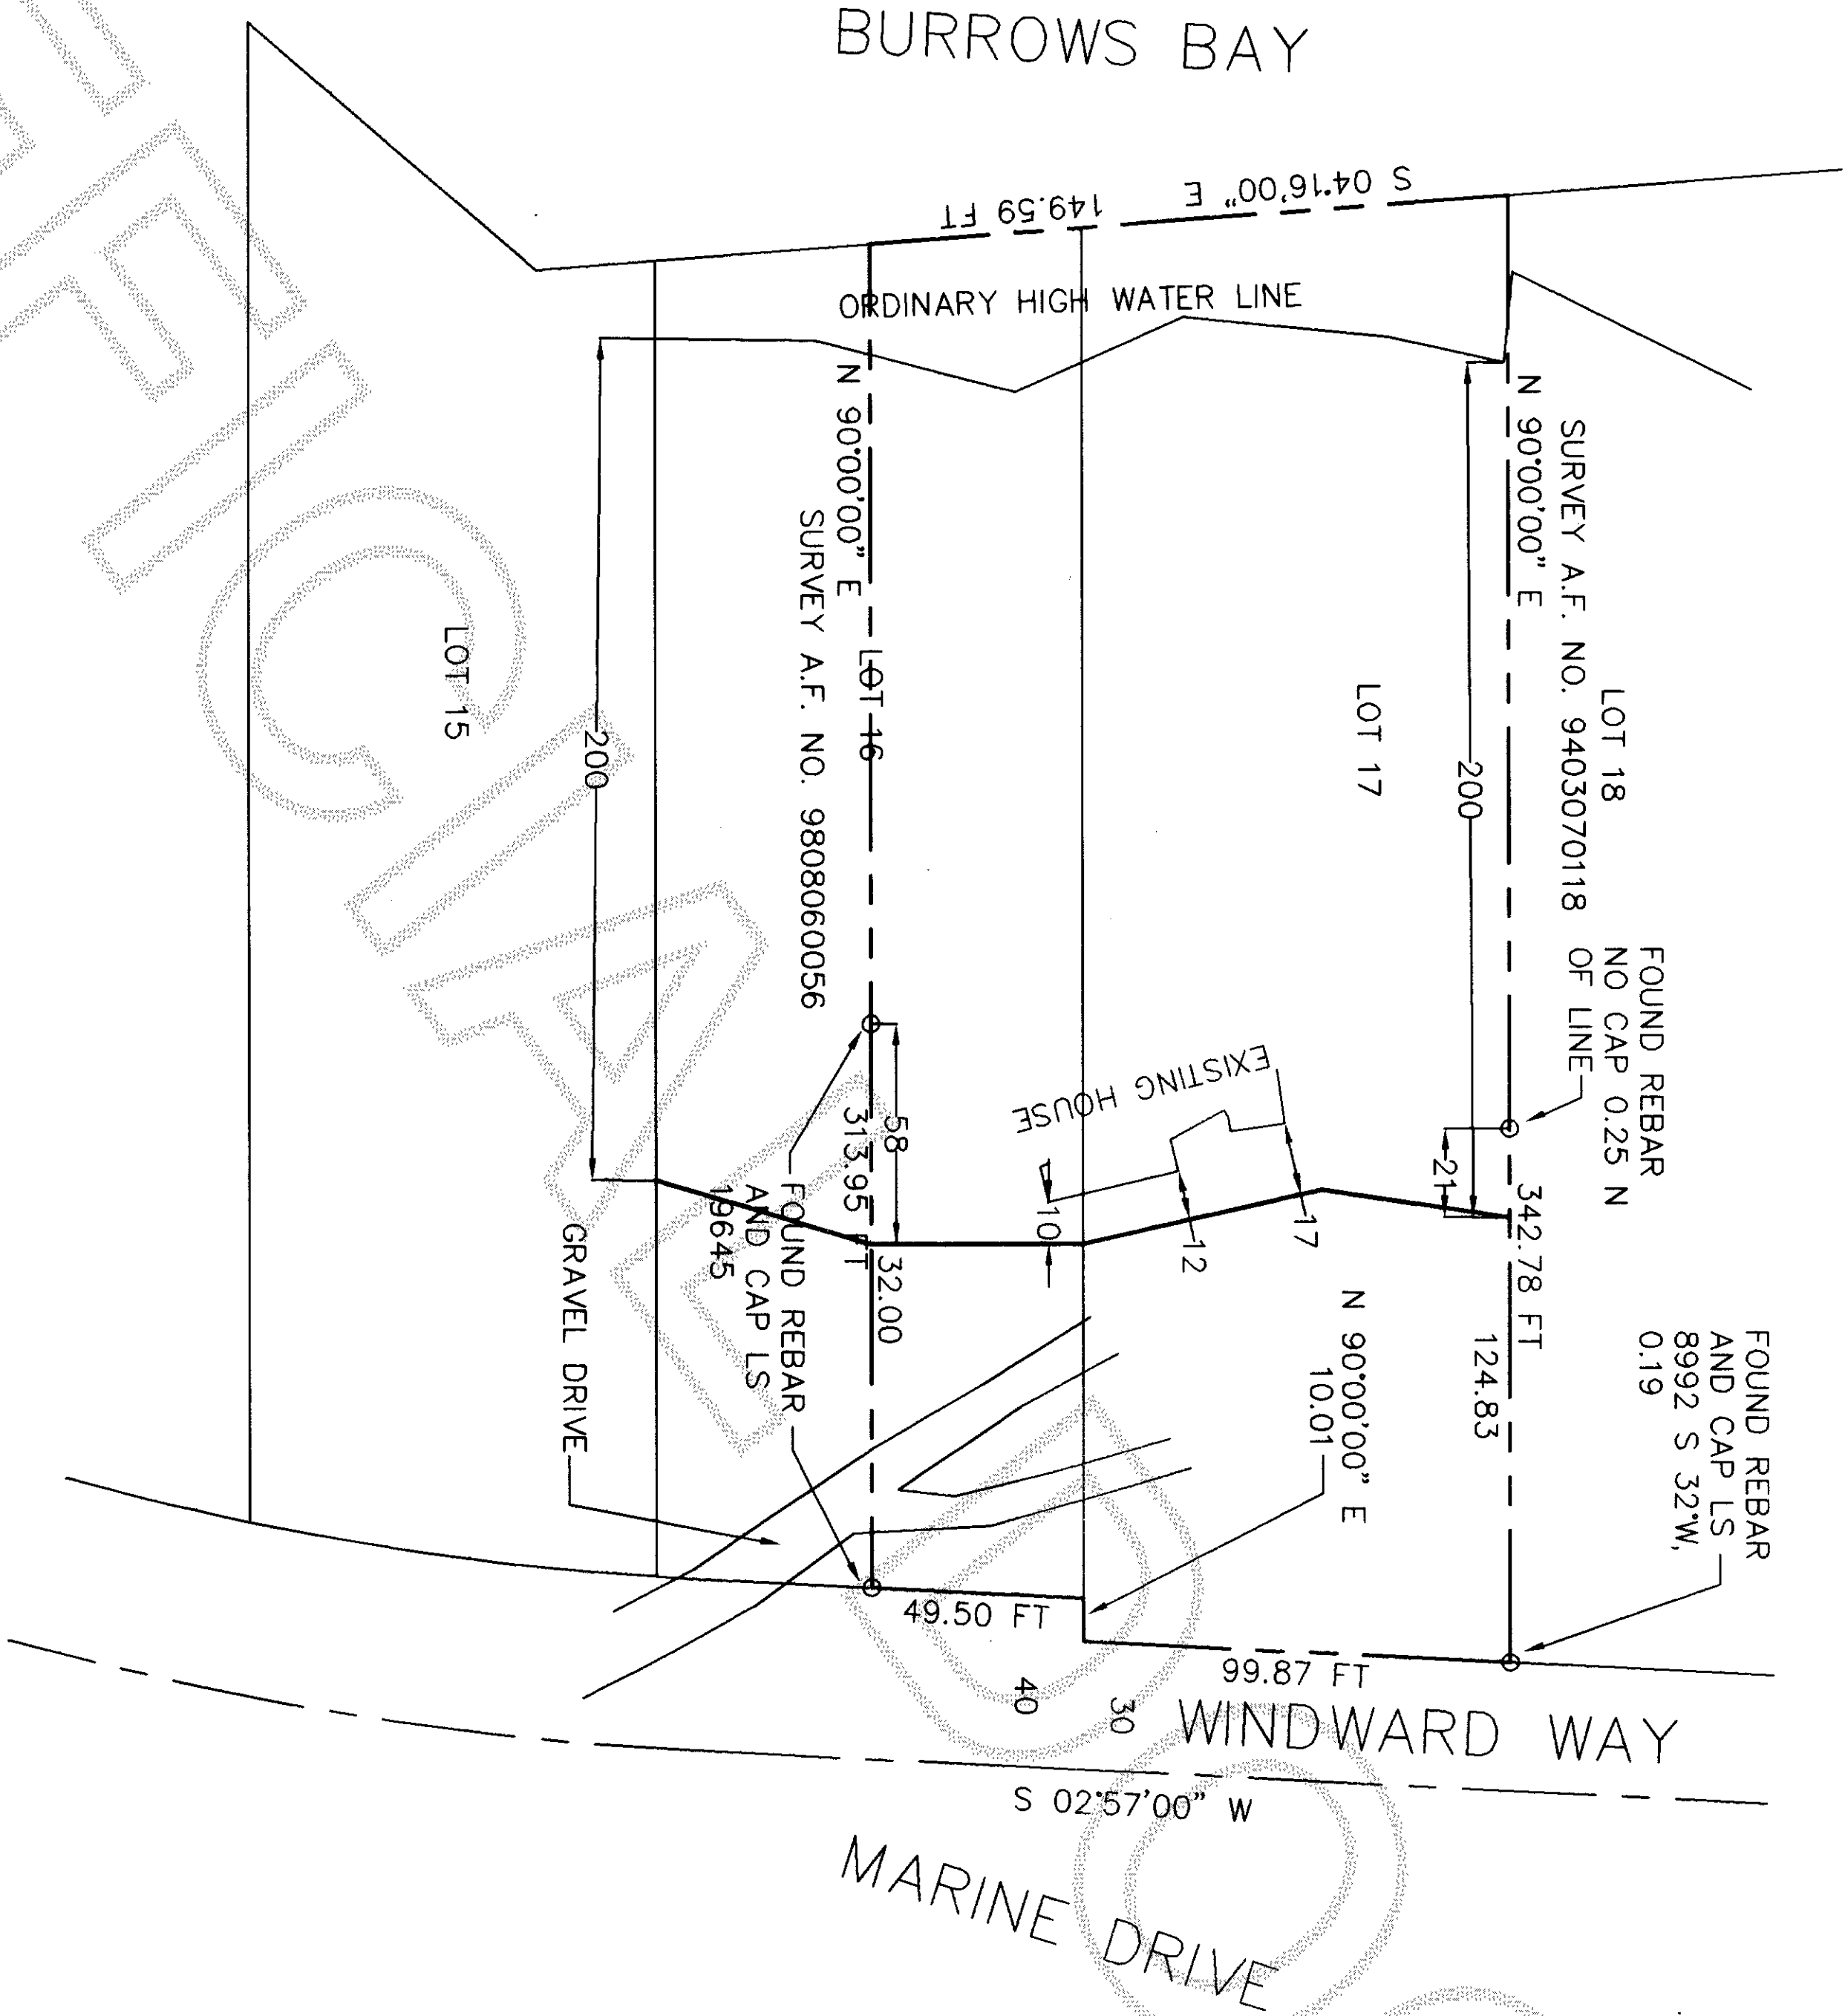 BURROWS BAY
S 04°16'00" E
149.59 FT
ORDINARY HIGH WATER LINE
N 90°00'00" E
SURVEY A.F. NO. 9403070118
LOT 18
N 90°00'00" E
SURVEY A.F. NO. 9808060056
LOT 16
LOT 17
LOT 15
200
200
FOUND REBAR
NO CAP 0.25 N
OF LINE
EXISTING HOUSE
58
313.95 FT
21
342.78 FT
10
12
17
FOUND REBAR
AND CAP LS
19645
32.00
124.83
FOUND REBAR
AND CAP LS
8992 S 32°W,
0.19
N 90°00'00" E
10.01
GRAVEL DRIVE
49.50 FT
99.87 FT
40
30
WINDWARD WAY
S 02°57'00" W
MARINE DRIVE